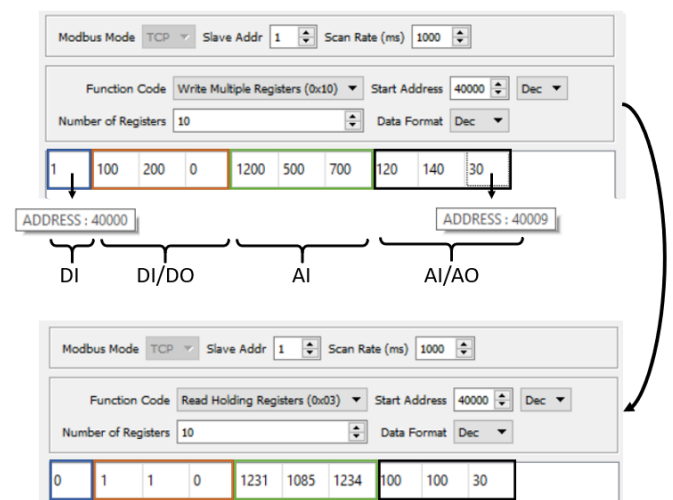 Modbus Mode TCP Slave Addr 1 Scan Rate (ms) 1000
Function Code Write Multiple Registers (0x10) Start Address 40000 Dec
Number of Registers 10 Data Format Dec
1 100 200 0 1200 500 700 120 140 30
ADDRESS : 40000 ADDRESS : 40009
DI DI/DO AI AI/AO
Modbus Mode TCP Slave Addr 1 Scan Rate (ms) 1000
Function Code Read Holding Registers (0x03) Start Address 40000 Dec
Number of Registers 10 Data Format Dec
0 1 1 0 1231 1085 1234 100 100 30